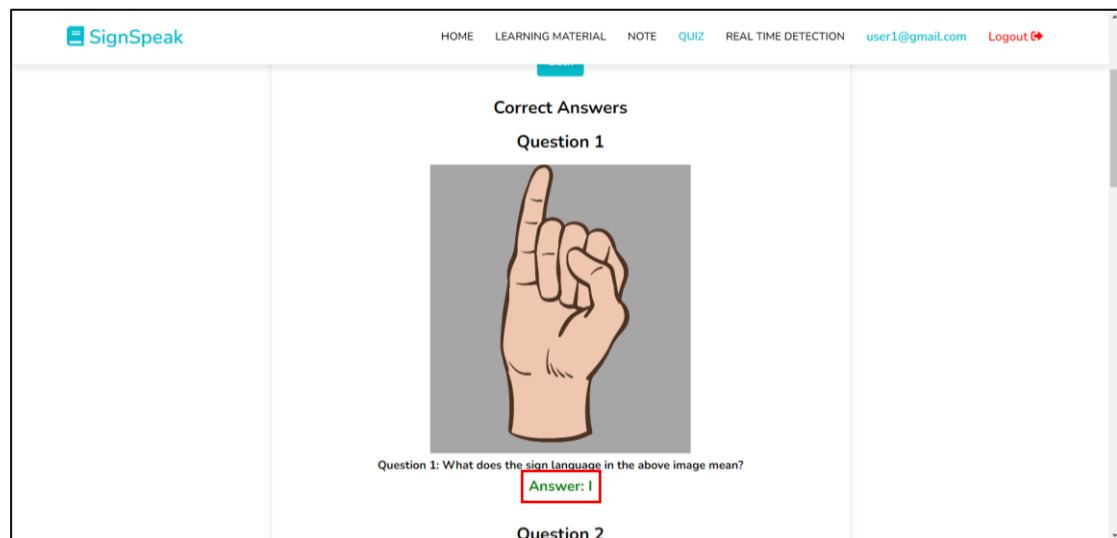 SignSpeak HOME LEARNING MATERIAL NOTE QUIZ REAL TIME DETECTION user1@gmail.com Logout
Correct Answers
Question 1
Question 1: What does the sign language in the above image mean?
Answer: I
Question 2